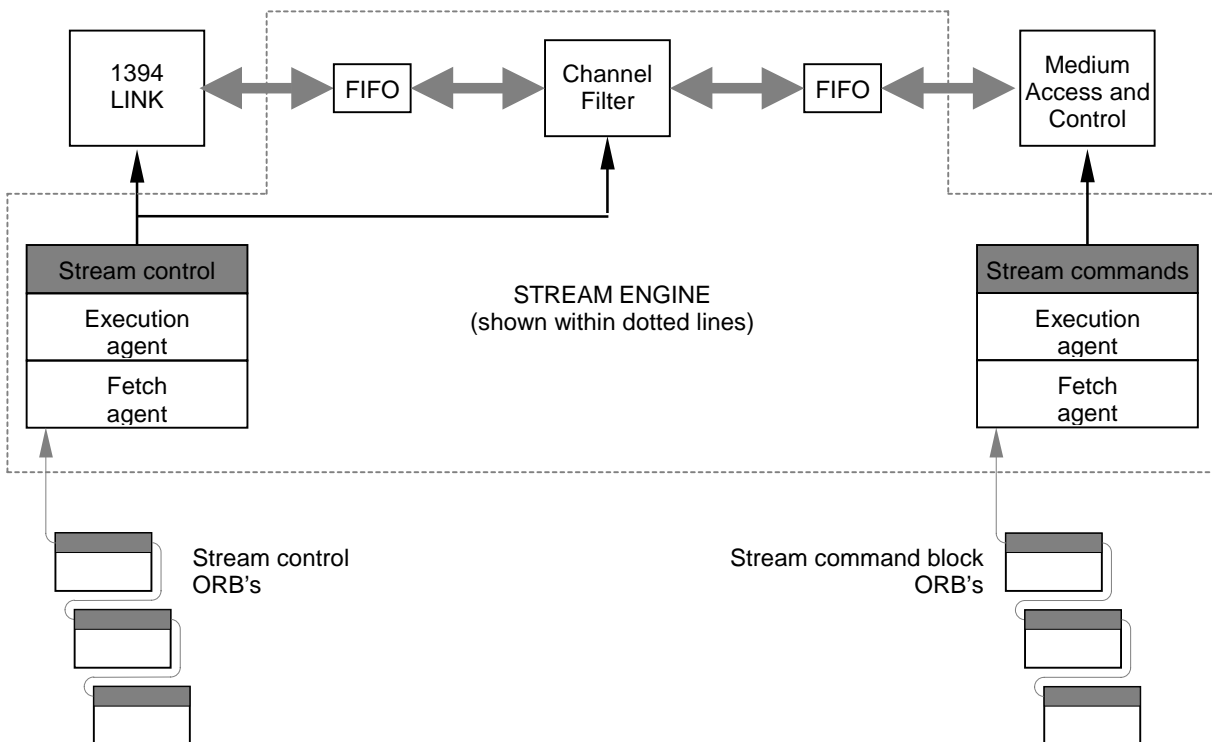 1394
LINK
FIFO
Channel
Filter
FIFO
Medium
Access and
Control
Stream control
Execution
agent
Fetch
agent
STREAM ENGINE
(shown within dotted lines)
Stream commands
Execution
agent
Fetch
agent
Stream control
ORB's
Stream command block
ORB's